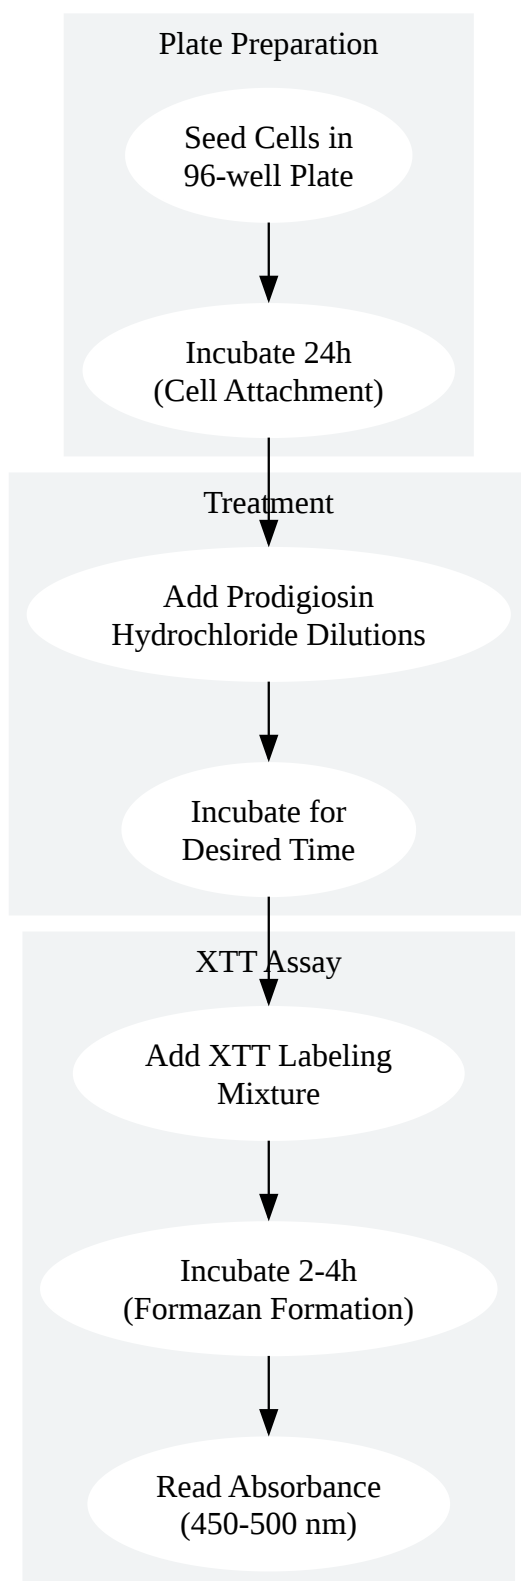 Plate Preparation
Seed Cells in
96-well Plate
Incubate 24h
(Cell Attachment)
Treatment
Add Prodigiosin
Hydrochloride Dilutions
Incubate for
Desired Time
XTT Assay
Add XTT Labeling
Mixture
Incubate 2-4h
(Formazan Formation)
Read Absorbance
(450-500 nm)